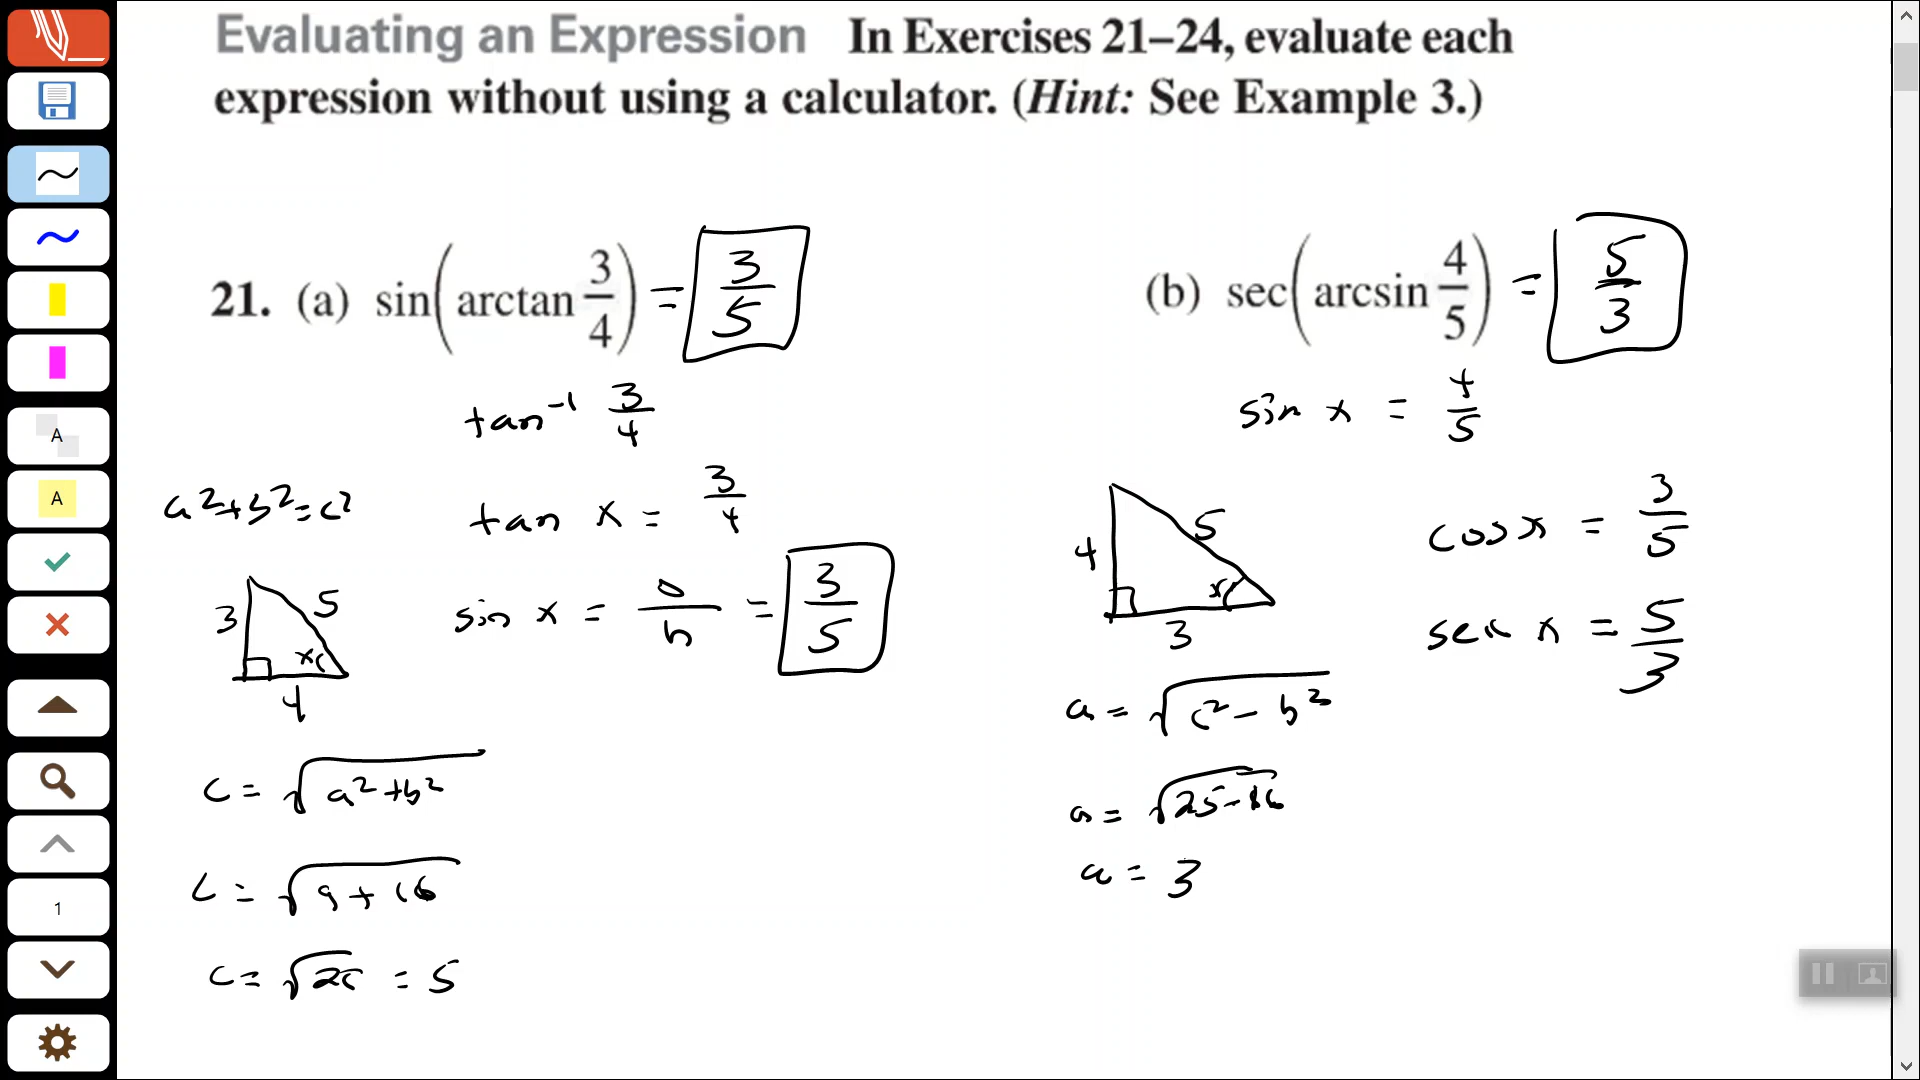 Evaluating an Expression In Exercises 21–24, evaluate each
expression without using a calculator. (Hint: See Example 3.)
21. (a) sin(arctan 3/4) = 3/5
tan⁻¹ 3/4
a²+b²=c²
tan x = 3/4
sin x = o/h = 3/5
3
5
x
4
c = √a²+b²
c = √9+16
c = √25 = 5
(b) sec(arcsin 4/5) = 5/3
sin x = 4/5
4
5
x
3
cos x = 3/5
sec x = 5/3
a = √c²-b²
a = √25-16
a = 3
A
A
1